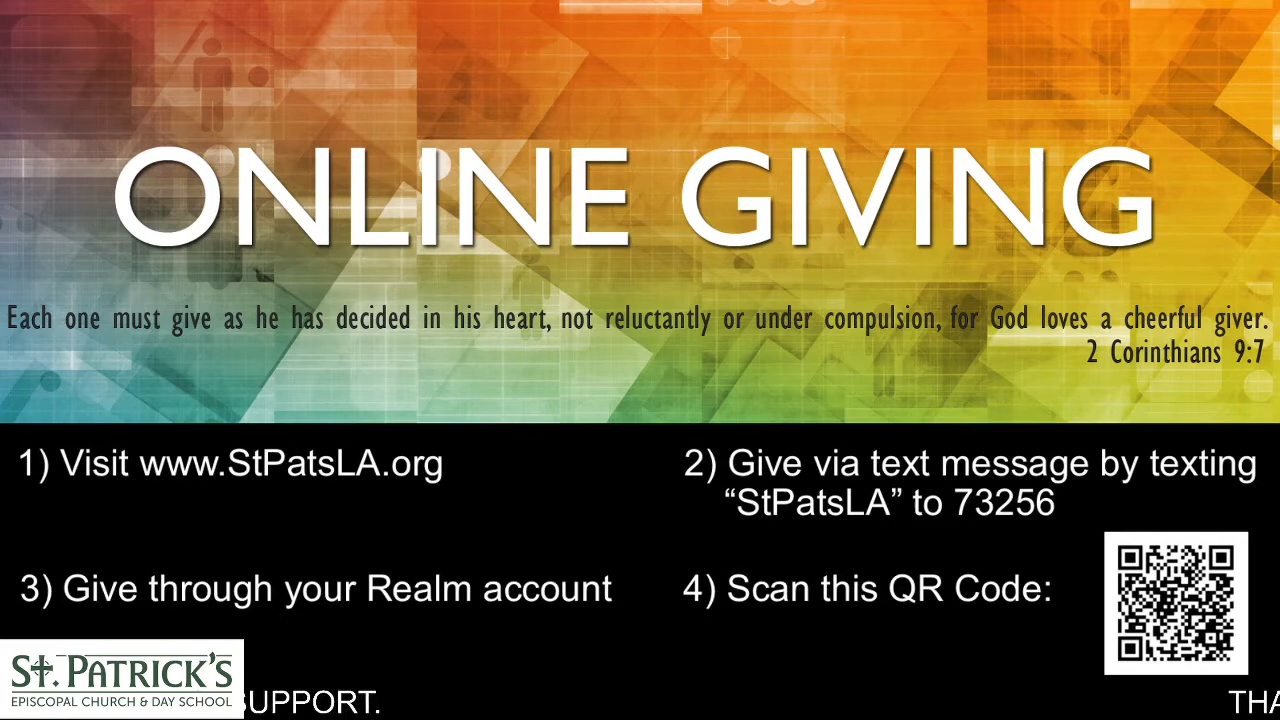 ONLINE GIVING
Each one must give as he has decided in his heart, not reluctantly or under compulsion, for God loves a cheerful giver.
2 Corinthians 9:7
1) Visit www.StPatsLA.org
2) Give via text message by texting
“StPatsLA” to 73256
3) Give through your Realm account
4) Scan this QR Code:
ST. PATRICK'S
EPISCOPAL CHURCH & DAY SCHOOL
SUPPORT.
THA